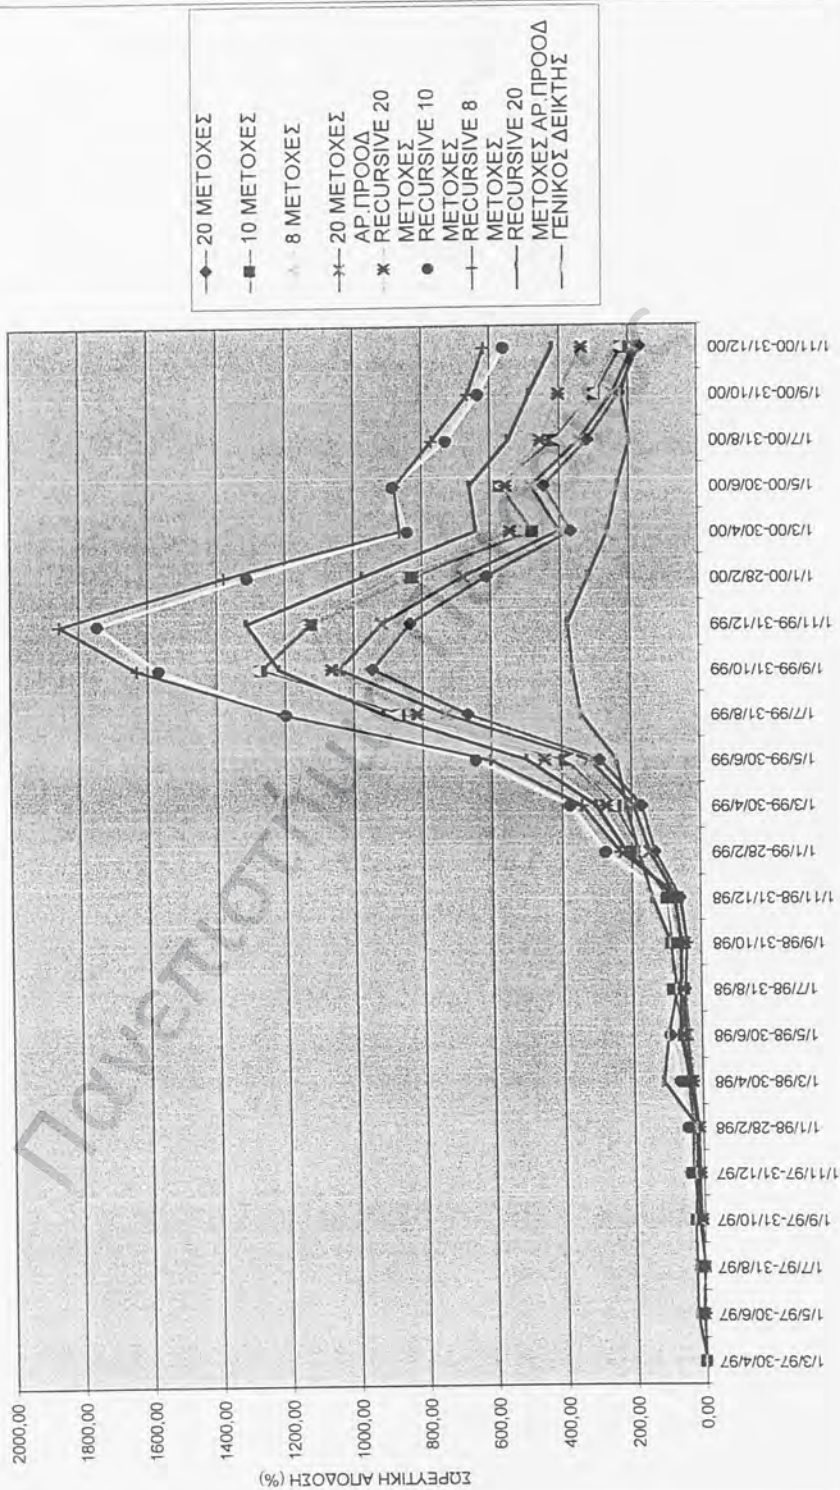 20 ΜΕΤΟΧΕΣ
10 ΜΕΤΟΧΕΣ
8 ΜΕΤΟΧΕΣ
20 ΜΕΤΟΧΕΣ
ΑΡ.ΠΡΟΟΔ
RECURSIVE 20
ΜΕΤΟΧΕΣ
RECURSIVE 10
ΜΕΤΟΧΕΣ
RECURSIVE 8
ΜΕΤΟΧΕΣ
RECURSIVE 20
ΜΕΤΟΧΕΣ ΑΡ.ΠΡΟΟΔ
ΓΕΝΙΚΟΣ ΔΕΙΚΤΗΣ
ΣΩΡΕΥΤΙΚΗ ΑΠΟΔΟΣΗ (%)
2000,00
1800,00
1600,00
1400,00
1200,00
1000,00
800,00
600,00
400,00
200,00
0,00
1/3/97-30/4/97
1/5/97-30/6/97
1/7/97-31/8/97
1/9/97-31/10/97
1/11/97-31/12/97
1/1/98-28/2/98
1/3/98-30/4/98
1/5/98-30/6/98
1/7/98-31/8/98
1/9/98-31/10/98
1/11/98-31/12/98
1/1/99-28/2/99
1/3/99-30/4/99
1/5/99-30/6/99
1/7/99-31/8/99
1/9/99-31/10/99
1/11/99-31/12/99
1/1/00-28/2/00
1/3/00-30/4/00
1/5/00-30/6/00
1/7/00-31/8/00
1/9/00-31/10/00
1/11/00-31/12/00